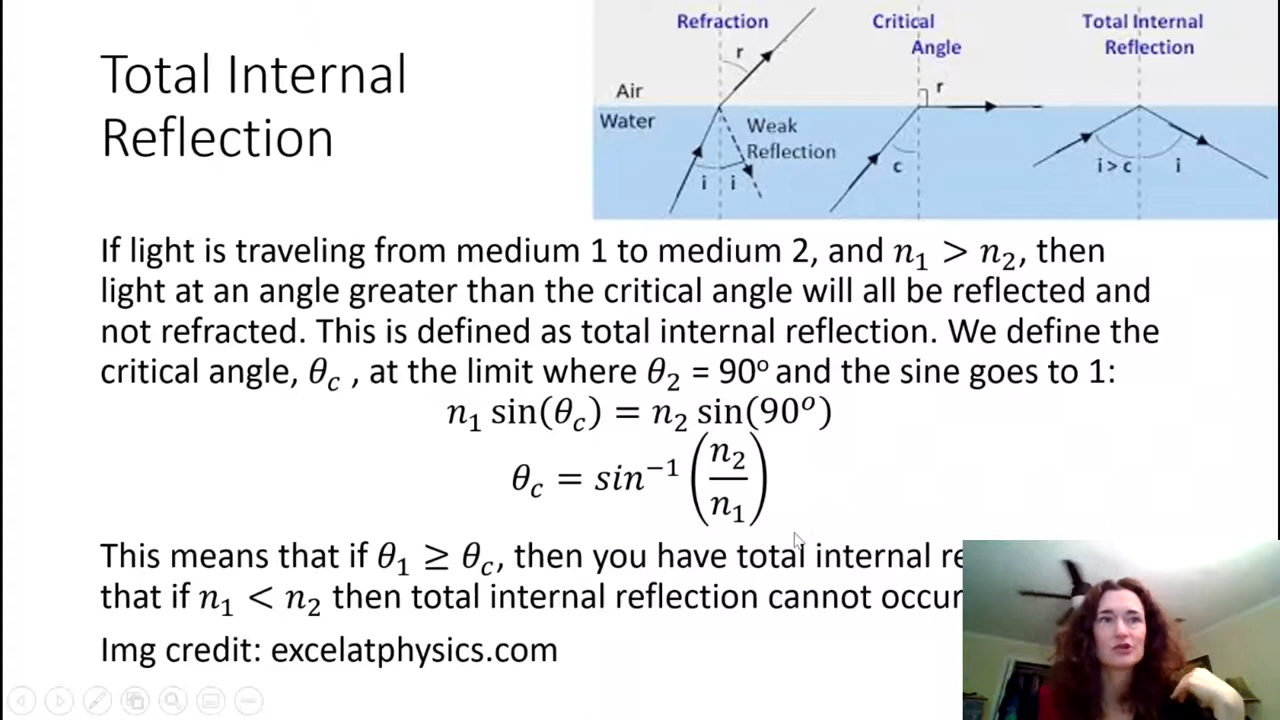 Total Internal
Reflection
Refraction
Critical
Angle
Total Internal
Reflection
Air
Water
r
r
Weak
Reflection
i
i
c
i > c
i
If light is traveling from medium 1 to medium 2, and n₁ > n₂, then
light at an angle greater than the critical angle will all be reflected and
not refracted. This is defined as total internal reflection. We define the
critical angle, θ_c , at the limit where θ₂ = 90° and the sine goes to 1:
n₁ sin(θ_c) = n₂ sin(90°)
θ_c = sin⁻¹(n₂/n₁)
This means that if θ₁ ≥ θ_c, then you have total internal
that if n₁ < n₂ then total internal reflection cannot occur
Img credit: excelatphysics.com